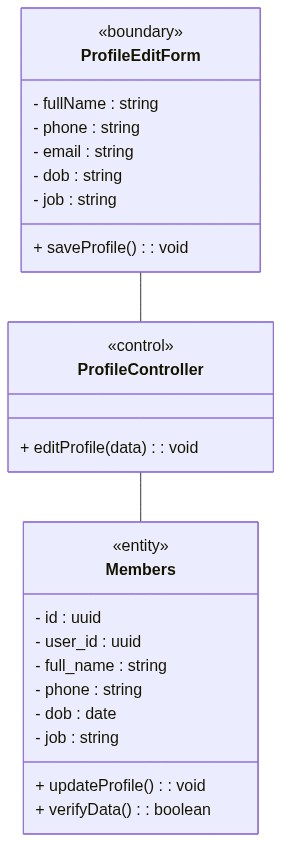 «boundary»
ProfileEditForm
- fullName : string
- phone : string
- email : string
- dob : string
- job : string
+ saveProfile() : : void
«control»
ProfileController
+ editProfile(data) : : void
«entity»
Members
- id : uuid
- user_id : uuid
- full_name : string
- phone : string
- dob : date
- job : string
+ updateProfile() : : void
+ verifyData() : : boolean